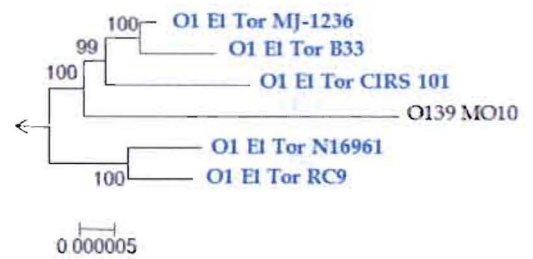 100 O1 El Tor MJ-1236
O1 El Tor B33
99
100 O1 El Tor CIRS 101
O139 MO10
O1 El Tor N16961
100 O1 El Tor RC9
0.000005